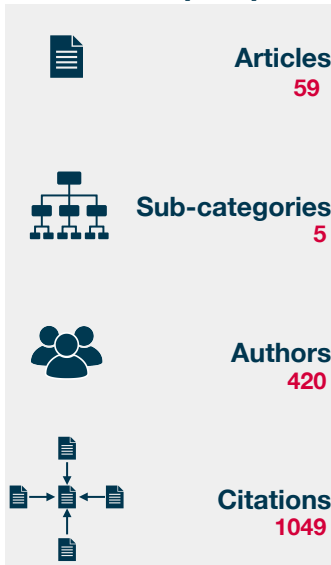 Articles
59
Sub-categories
5
Authors
420
Citations
1049